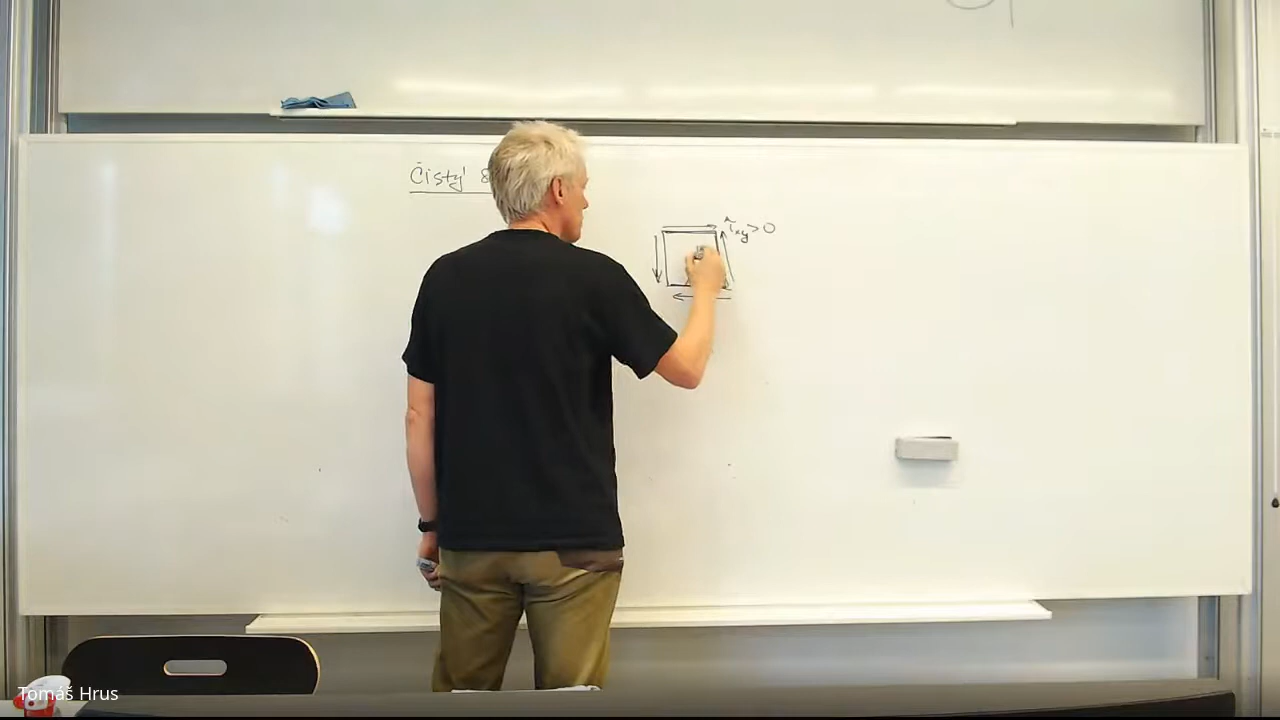 Čistý
τxy > 0
Tomáš Hrus